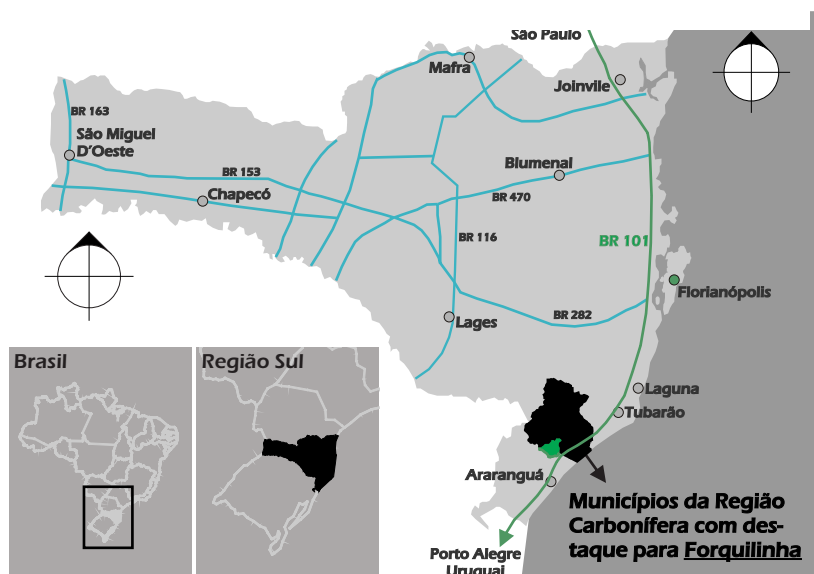 São Paulo
Mafra
Joinvile
BR 163
São Miguel
D'Oeste
BR 153
Blumenal
Chapecó
BR 470
BR 116
BR 101
Florianópolis
BR 282
Lages
Brasil
Região Sul
Laguna
Tubarão
Araranguá
Municípios da Região
Carbonífera com des-
taque para Forquilinha
Porto Alegre
Uruguai